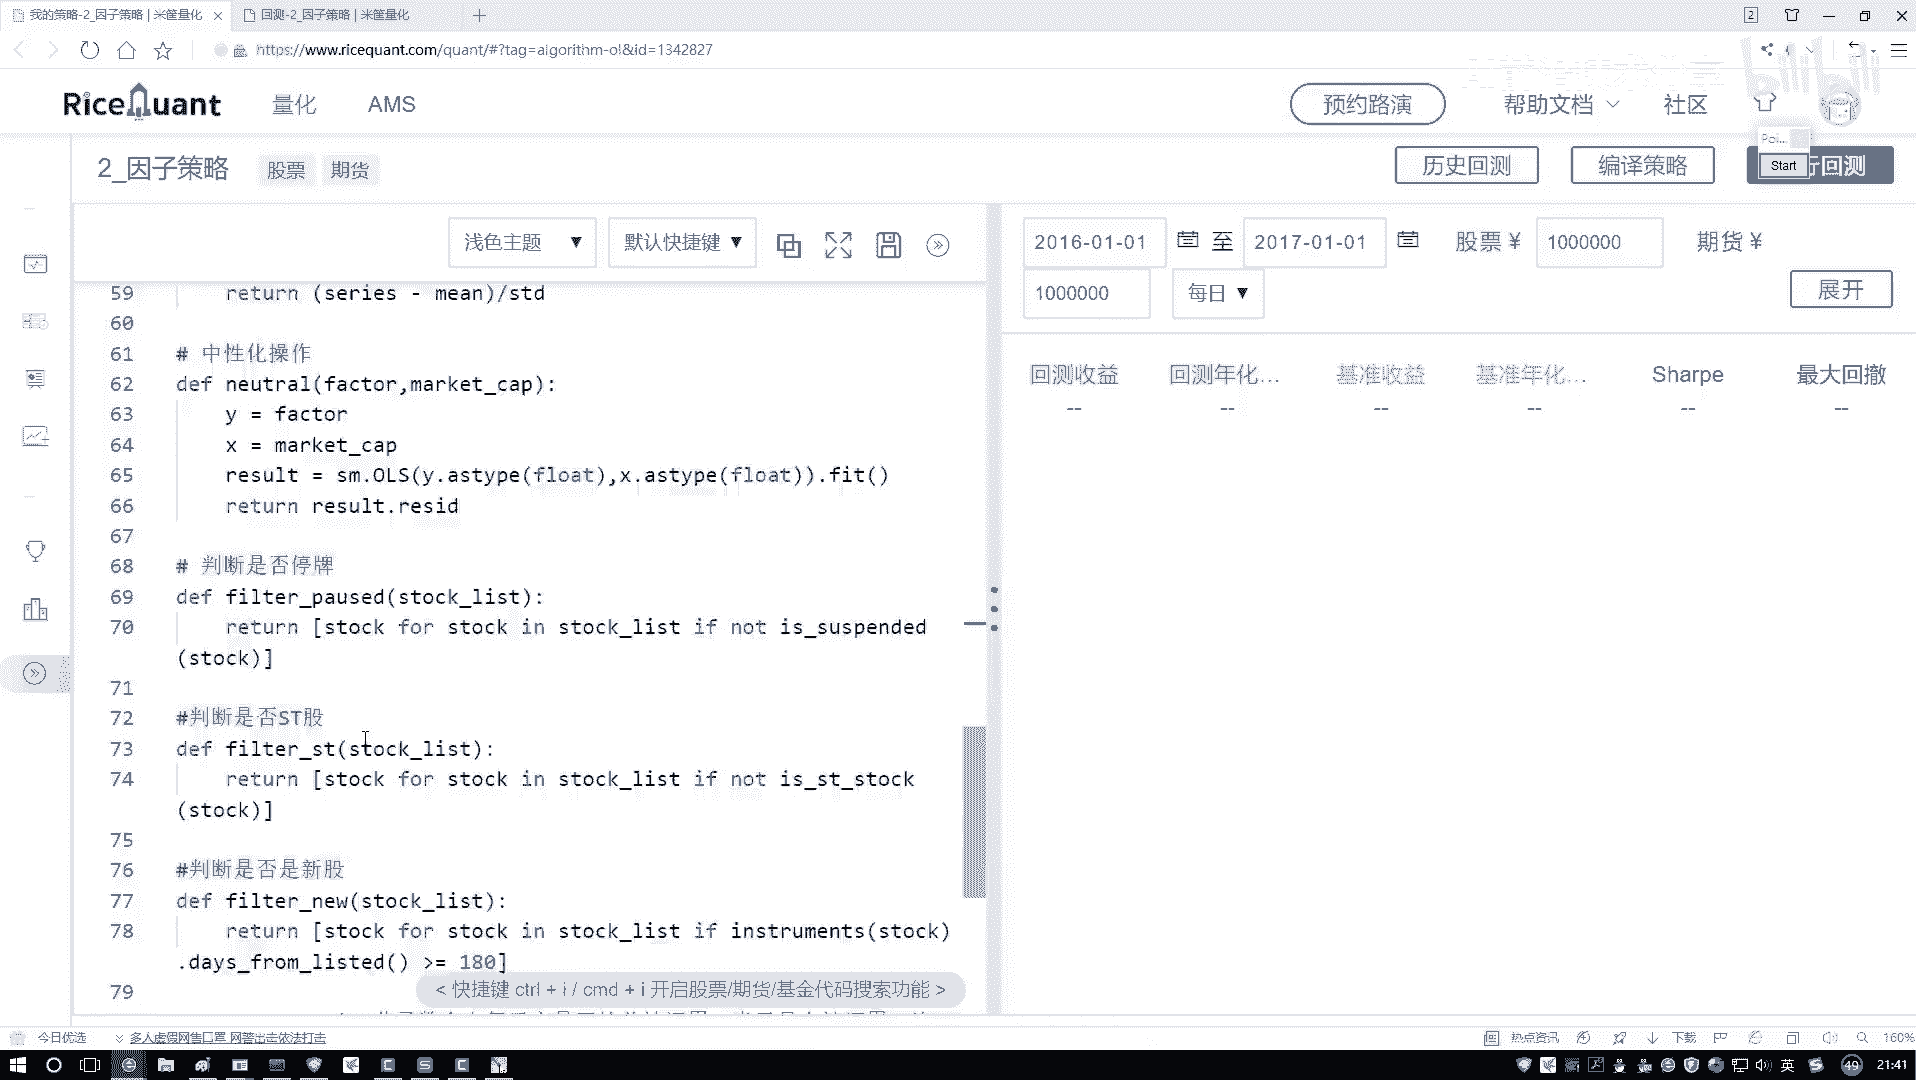 我的策略-2_因子策略 | 米筐量化
回测-2_因子策略 | 米筐量化
2
https://www.ricequant.com/quant/#?tag=algorithm-ol&id=1342827
bilibili
RiceQuant 量化 AMS 预约路演 帮助文档 社区
2_因子策略 股票 期货 历史回测 编译策略 行回测
Poi...
Start
浅色主题 ▼ 默认快捷键 ▼
2016-01-01 至 2017-01-01 股票 ¥ 1000000 期货 ¥
1000000 每日 ▼ 展开
回测收益 回测年化... 基准收益 基准年化... Sharpe 最大回撤
-- -- -- -- -- --
59 return (series - mean)/std
60
61 # 中性化操作
62 def neutral(factor,market_cap):
63 y = factor
64 x = market_cap
65 result = sm.OLS(y.astype(float),x.astype(float)).fit()
66 return result.resid
67
68 # 判断是否停牌
69 def filter_paused(stock_list):
70 return [stock for stock in stock_list if not is_suspended
(stock)]
71
72 #判断是否ST股
73 def filter_st(stock_list):
74 return [stock for stock in stock_list if not is_st_stock
(stock)]
75
76 #判断是否是新股
77 def filter_new(stock_list):
78 return [stock for stock in stock_list if instruments(stock)
.days_from_listed() >= 180]
79
< 快捷键 ctrl + i / cmd + i 开启股票/期货/基金代码搜索功能 >
今日优选 多人虚假网售口罩 网警出击依法打击 热点资讯 下载 160%
英 49 21:41